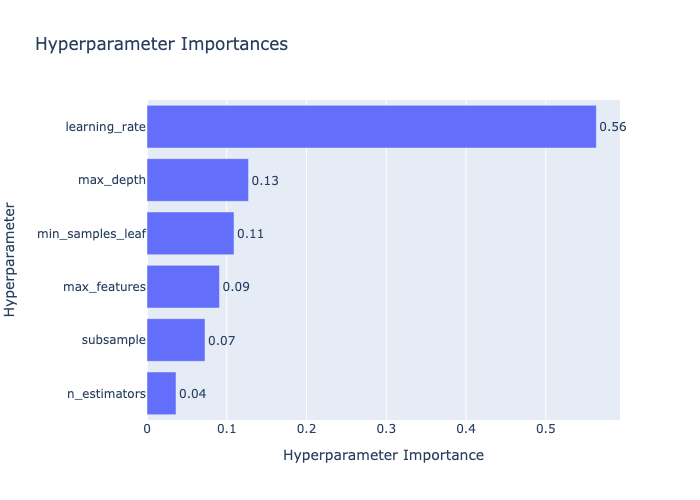 Hyperparameter Importances
Hyperparameter
learning_rate 0.56
max_depth 0.13
min_samples_leaf 0.11
max_features 0.09
subsample 0.07
n_estimators 0.04
0 0.1 0.2 0.3 0.4 0.5
Hyperparameter Importance